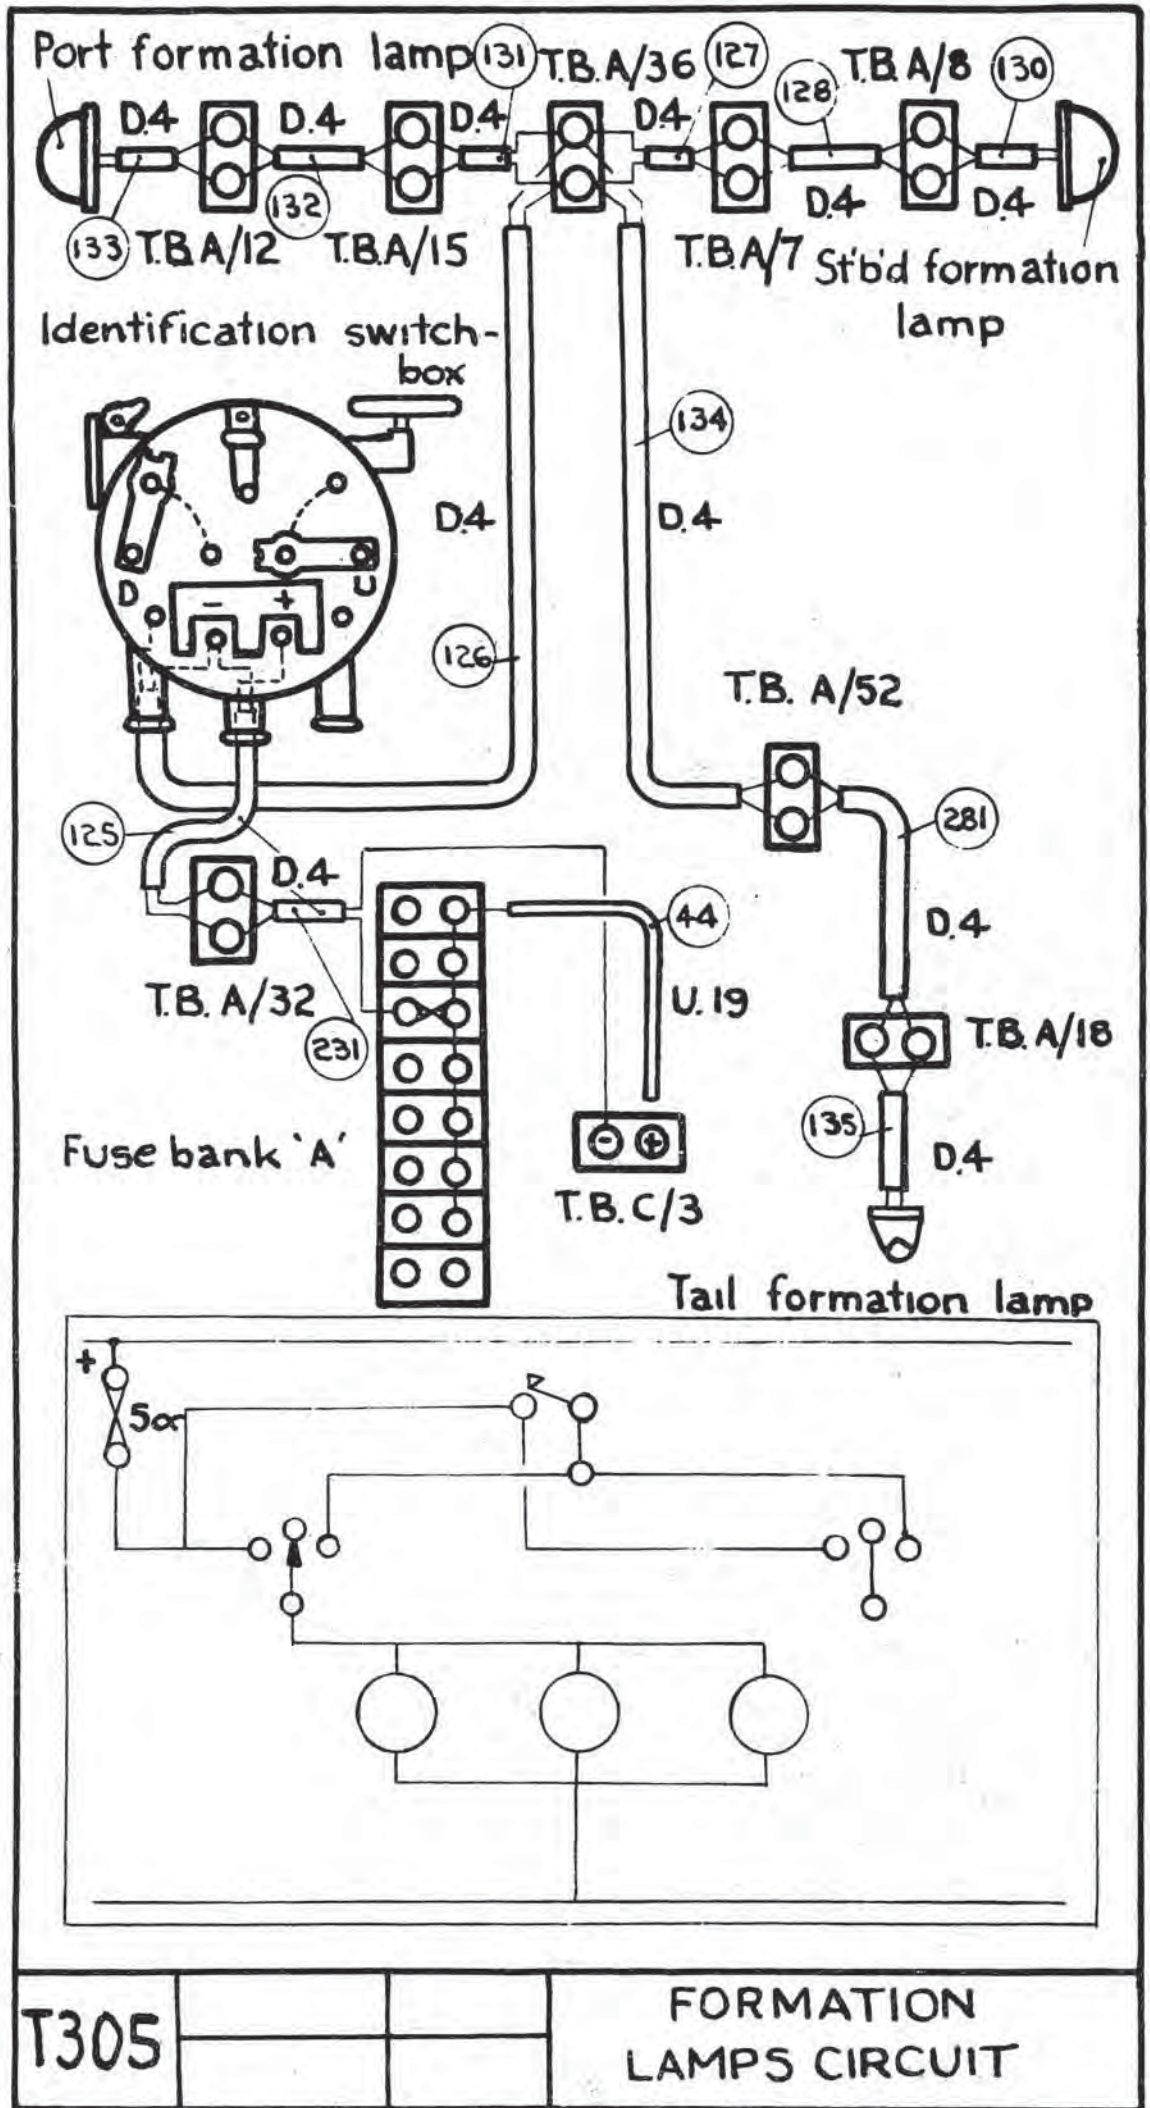 Port formation lamp 131 T.B. A/36 127 T.B. A/8 130
128
D.4 D.4 D.4 D.4
132 D.4 D.4
133 T.B A/12 T.B.A/15 T.B.A/7 St'b'd formation
lamp
Identification switch-
box
134
D.4 D.4
D U
- +
126
T.B. A/52
125 281
D.4 44
D.4
T.B. A/32 U.19
231 T.B. A/18
135
Fuse bank 'A' - + D.4
T.B. C/3
Tail formation lamp
+
5a
T305
FORMATION
LAMPS CIRCUIT